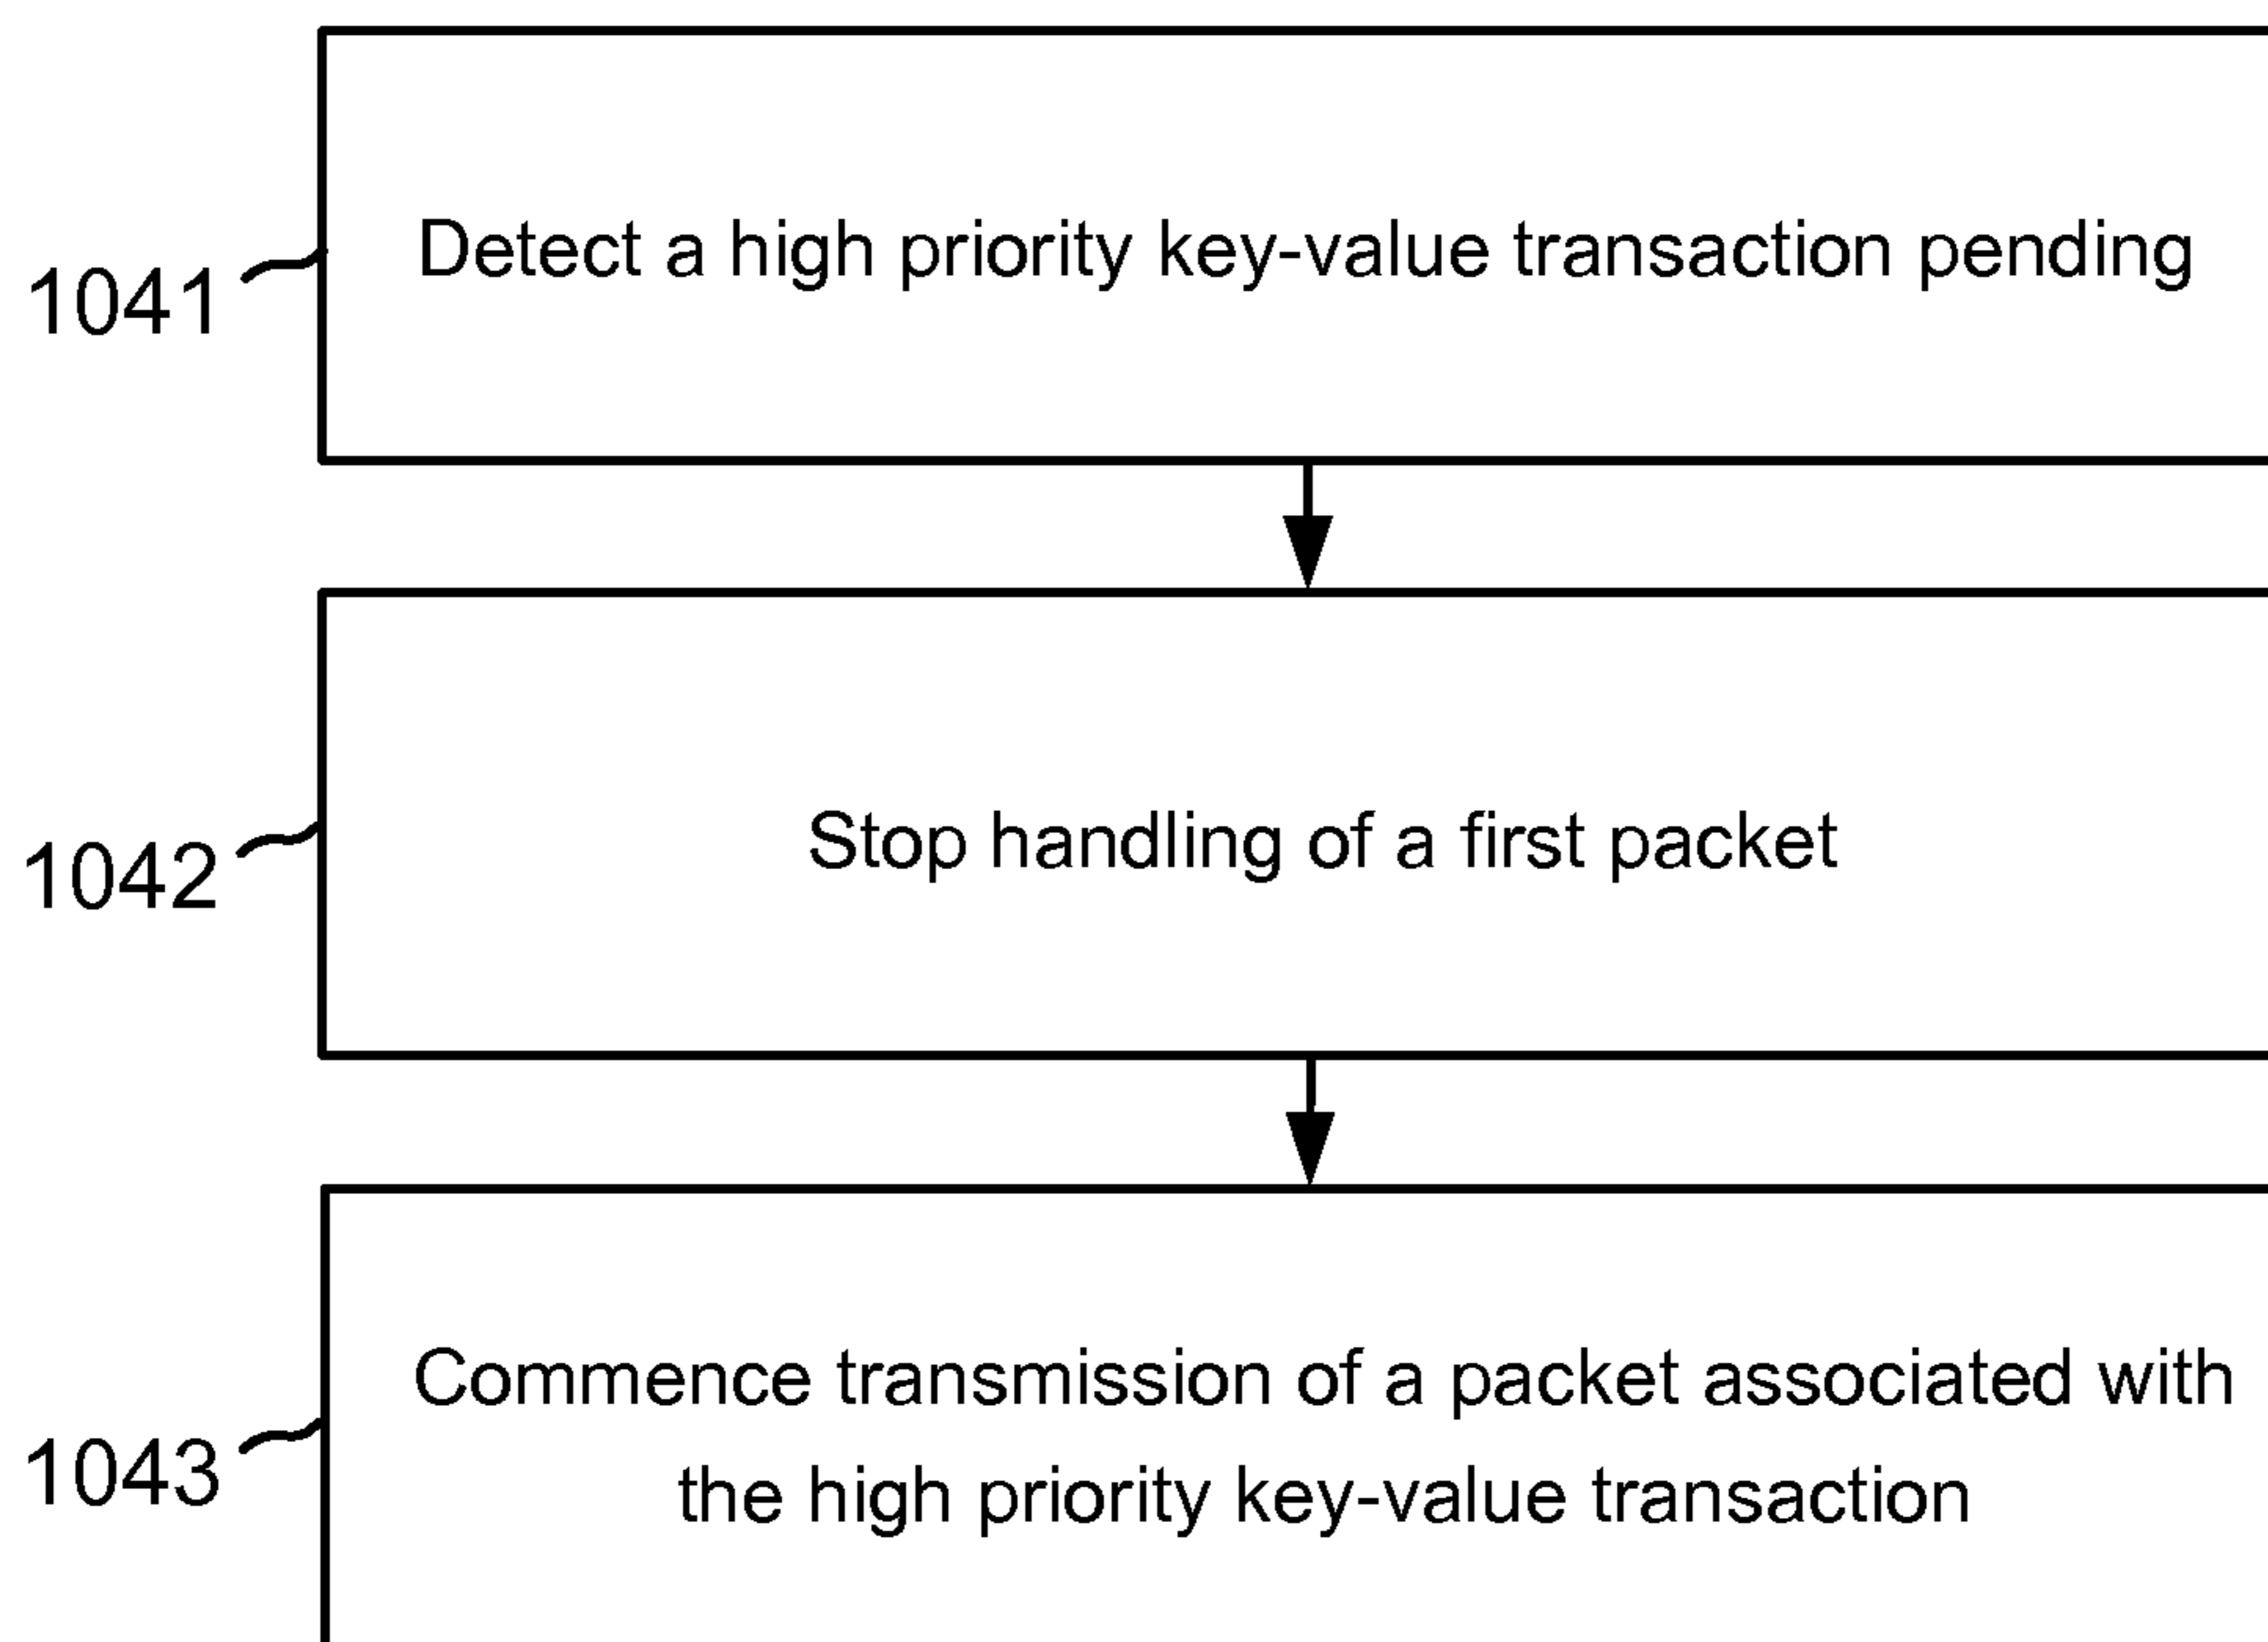 Detect a high priority key-value transaction pending
1041
Stop handling of a first packet
1042
Commence transmission of a packet associated with
the high priority key-value transaction
1043